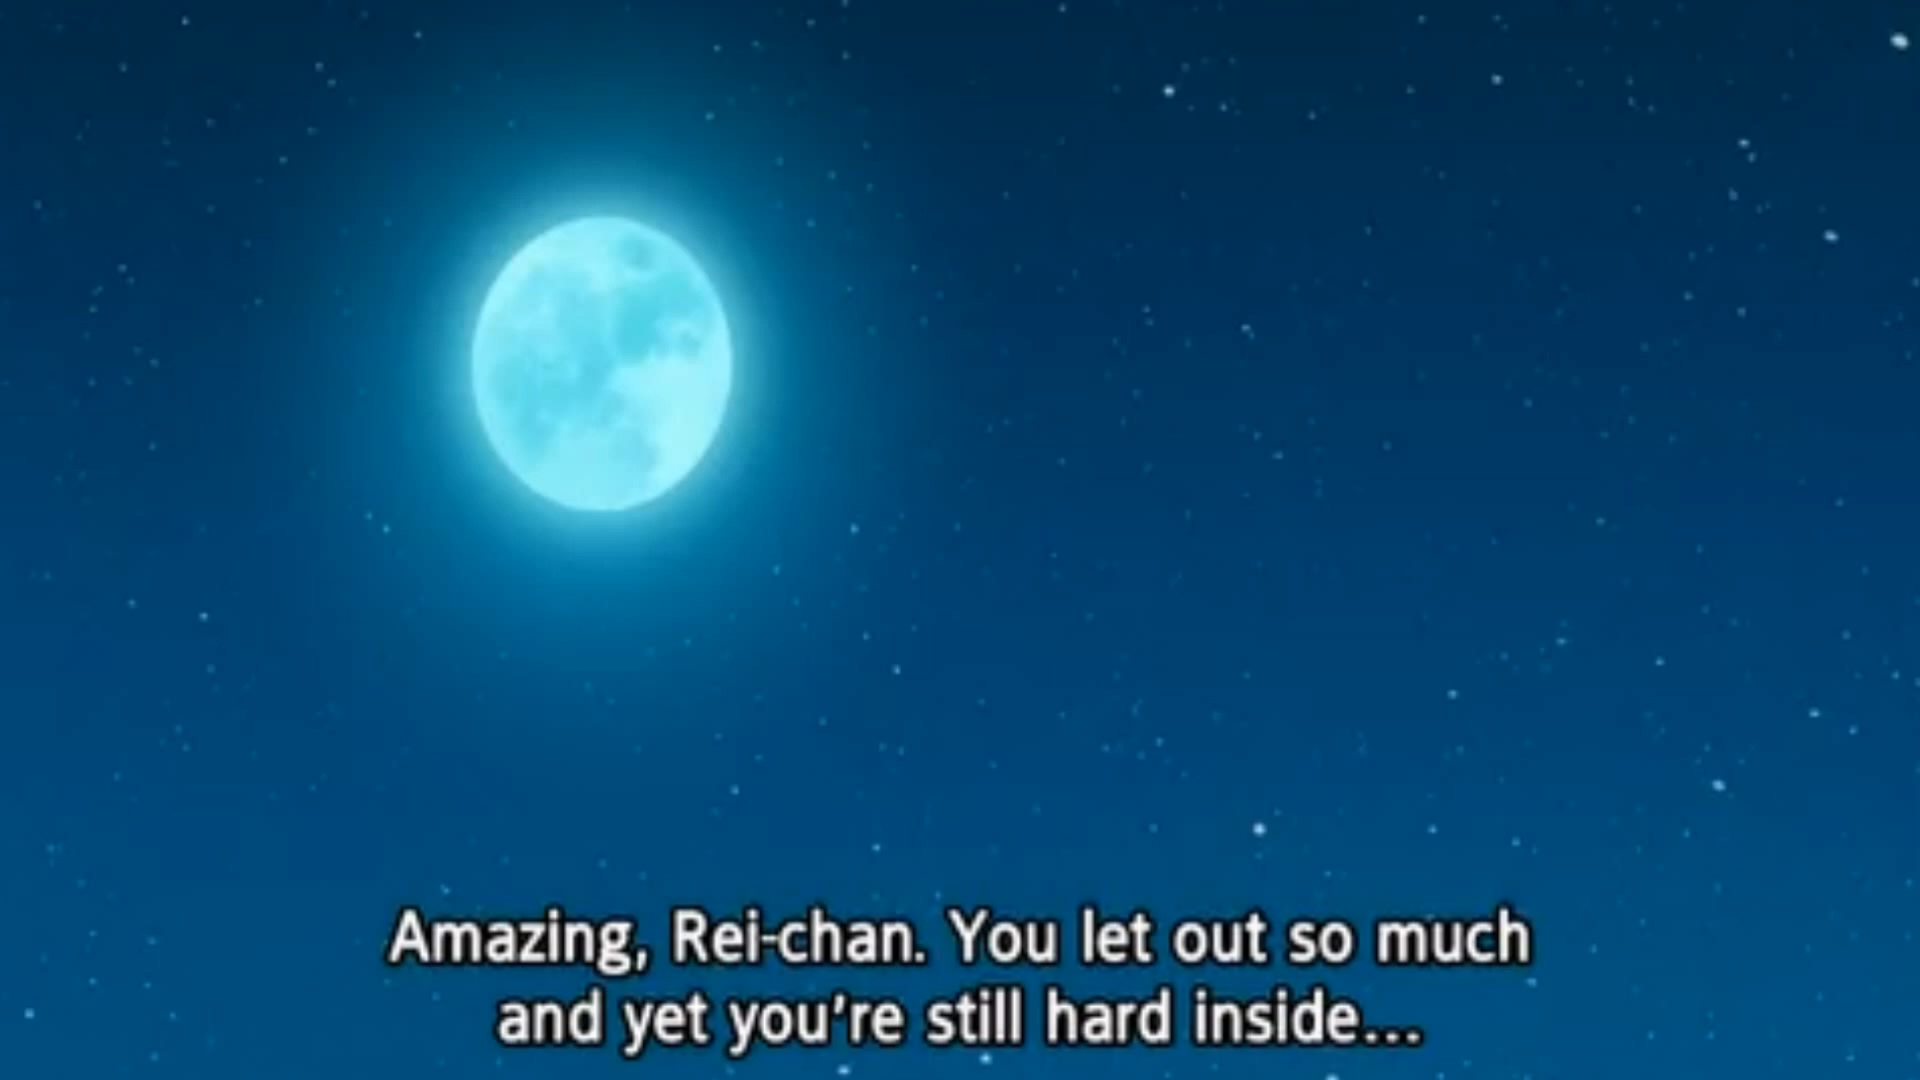 Amazing, Rei-chan. You let out so much
and yet you're still hard inside...